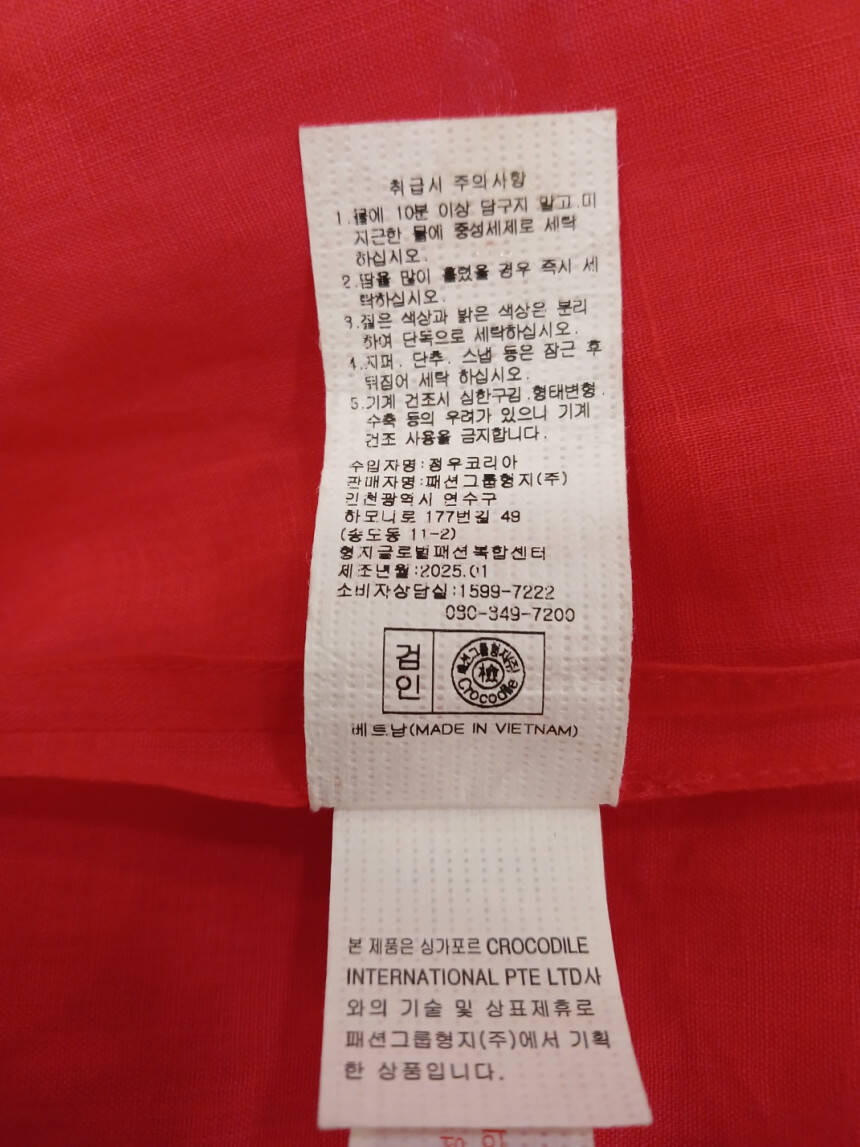 취급시 주의사항
1.물에 10분 이상 담구지 말고.미
지근한 물에 중성세제로 세탁
하십시오.
2.땀을 많이 흘렸을 경우 즉시 세
탁하십시오.
3.짙은 색상과 밝은 색상은 분리
하여 단독으로 세탁하십시오.
4.지퍼. 단추. 스냅 등은 잠근 후
뒤집어 세탁 하십시오.
5.기계 건조시 심한구김.형태변형.
수축 등의 우려가 있으니 기계
건조 사용을 금지합니다.
수입자명:정우코리아
판매자명:패션그룹형지(주)
인천광역시 연수구
하모니로 177번길 49
(송도동 11-2)
형지글로벌패션복합센터
제조년월:2025.01
소비자상담실:1599-7222
080-349-7200
검인
패션그룹형지(주)
檢
Crocodile
베트남(MADE IN VIETNAM)
본 제품은 싱가포르 CROCODILE
INTERNATIONAL PTE LTD사
와의 기술 및 상표제휴로
패션그룹형지(주)에서 기획
한 상품입니다.